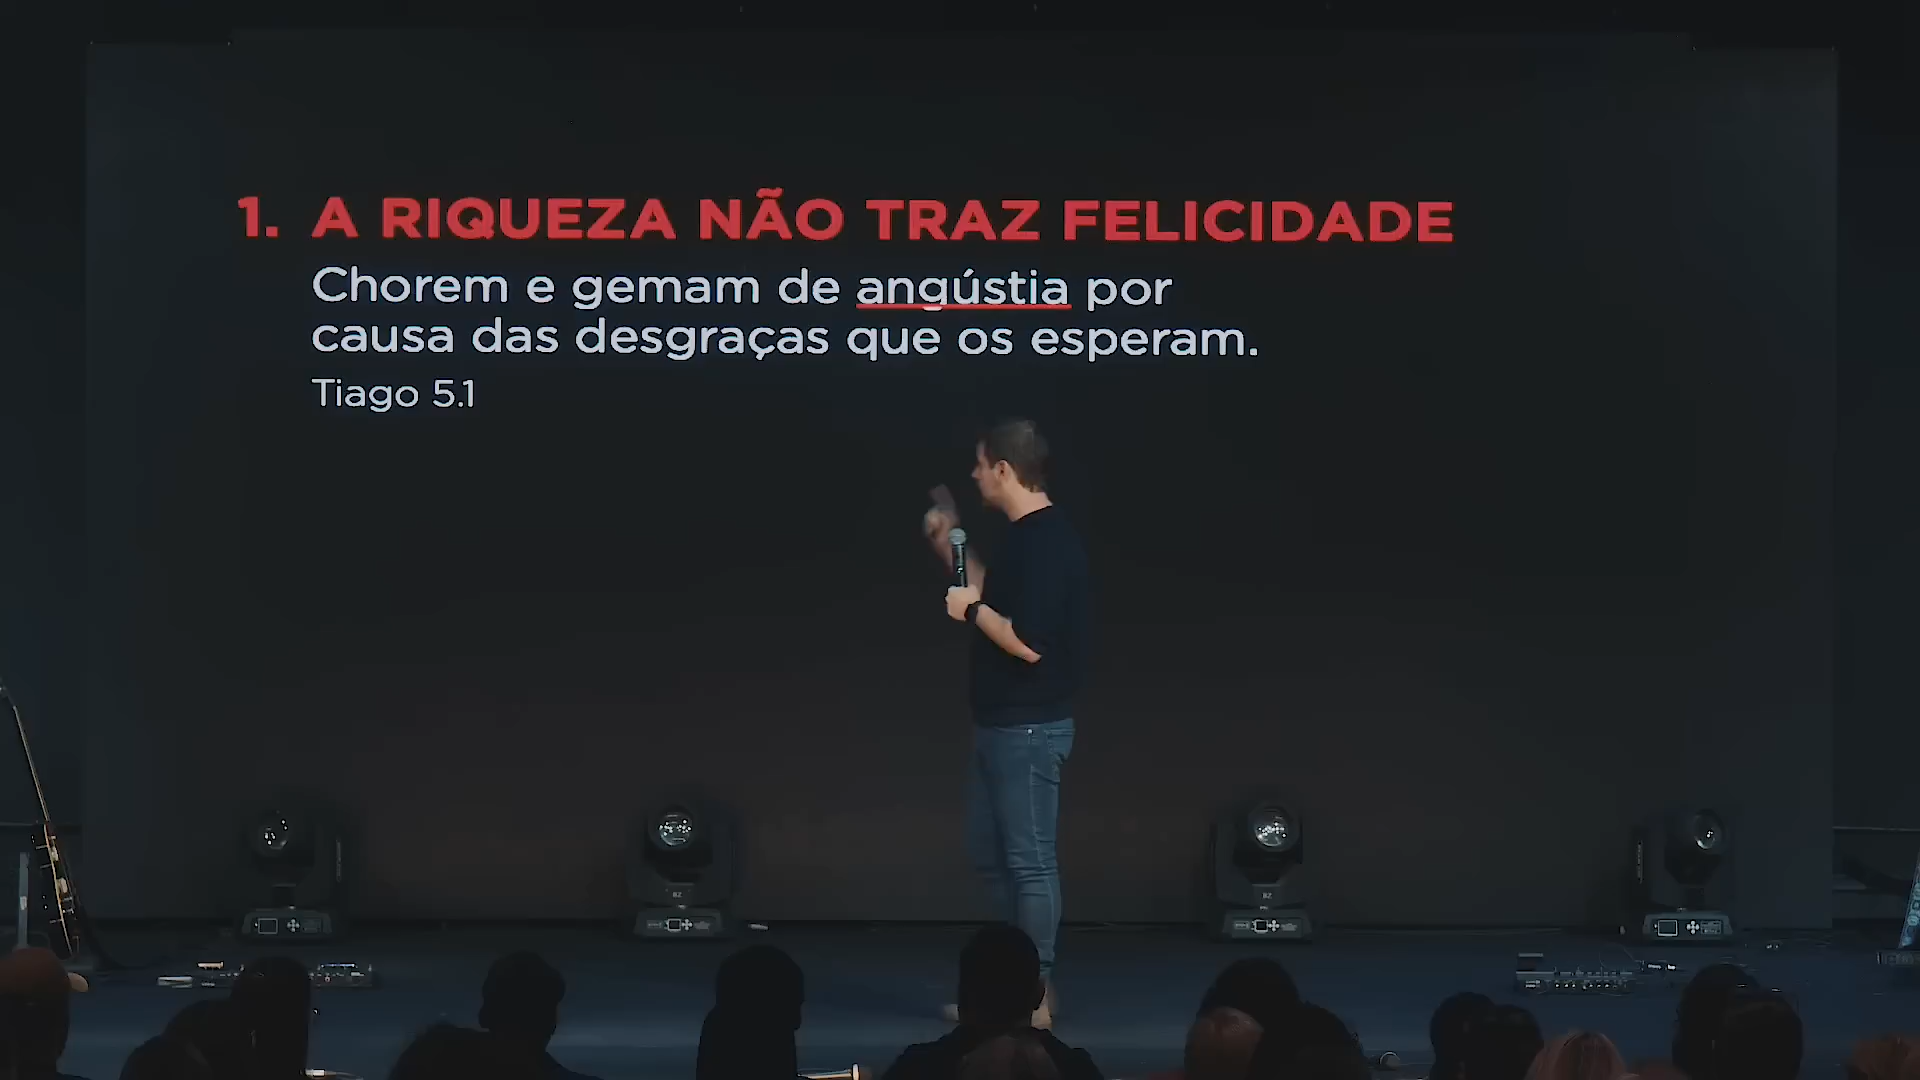 1. A RIQUEZA NÃO TRAZ FELICIDADE
Chorem e gemam de angústia por
causa das desgraças que os esperam.
Tiago 5.1